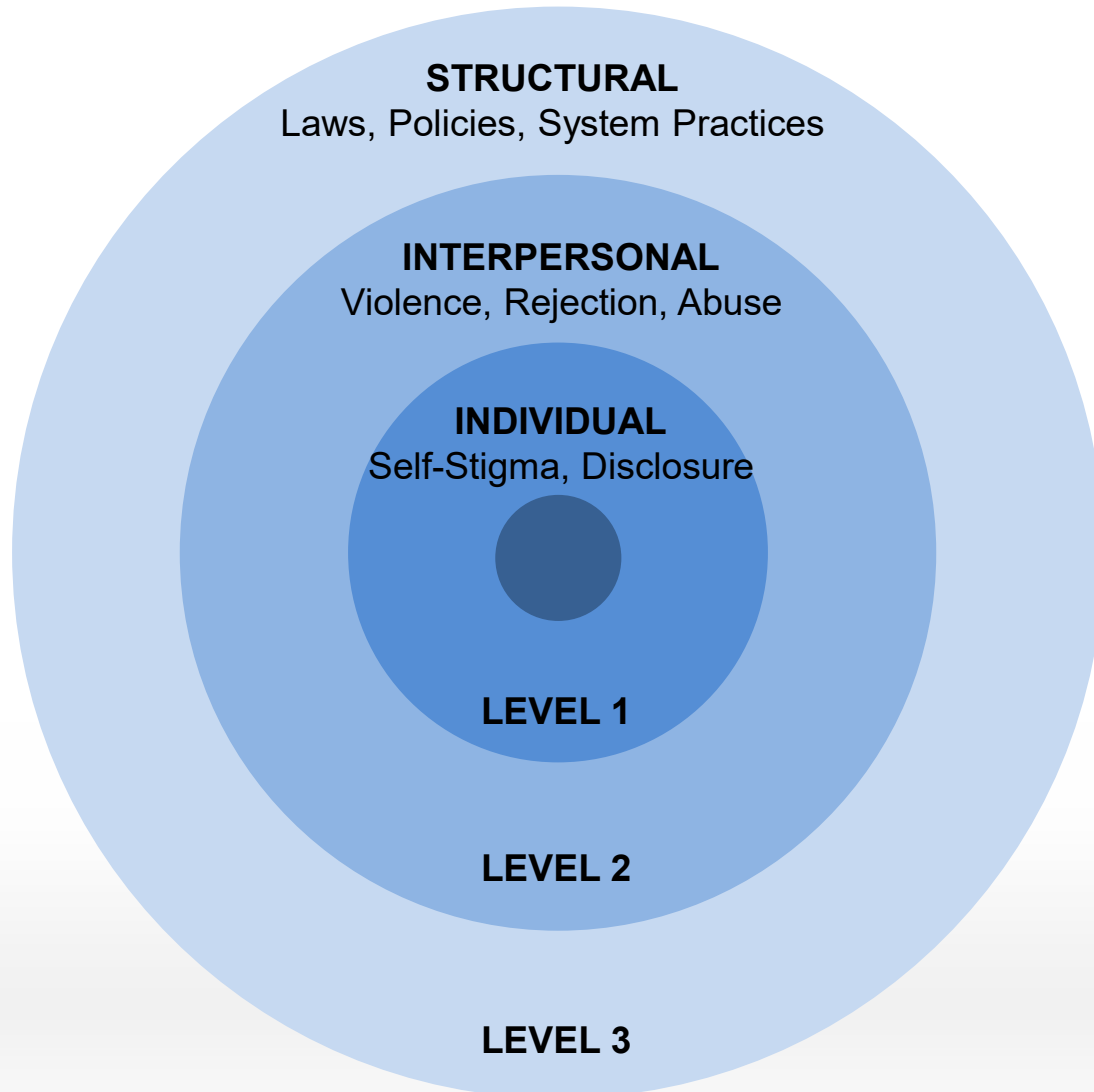 STRUCTURAL
Laws, Policies, System Practices
INTERPERSONAL
Violence, Rejection, Abuse
INDIVIDUAL
Self-Stigma, Disclosure
LEVEL 1
LEVEL 2
LEVEL 3